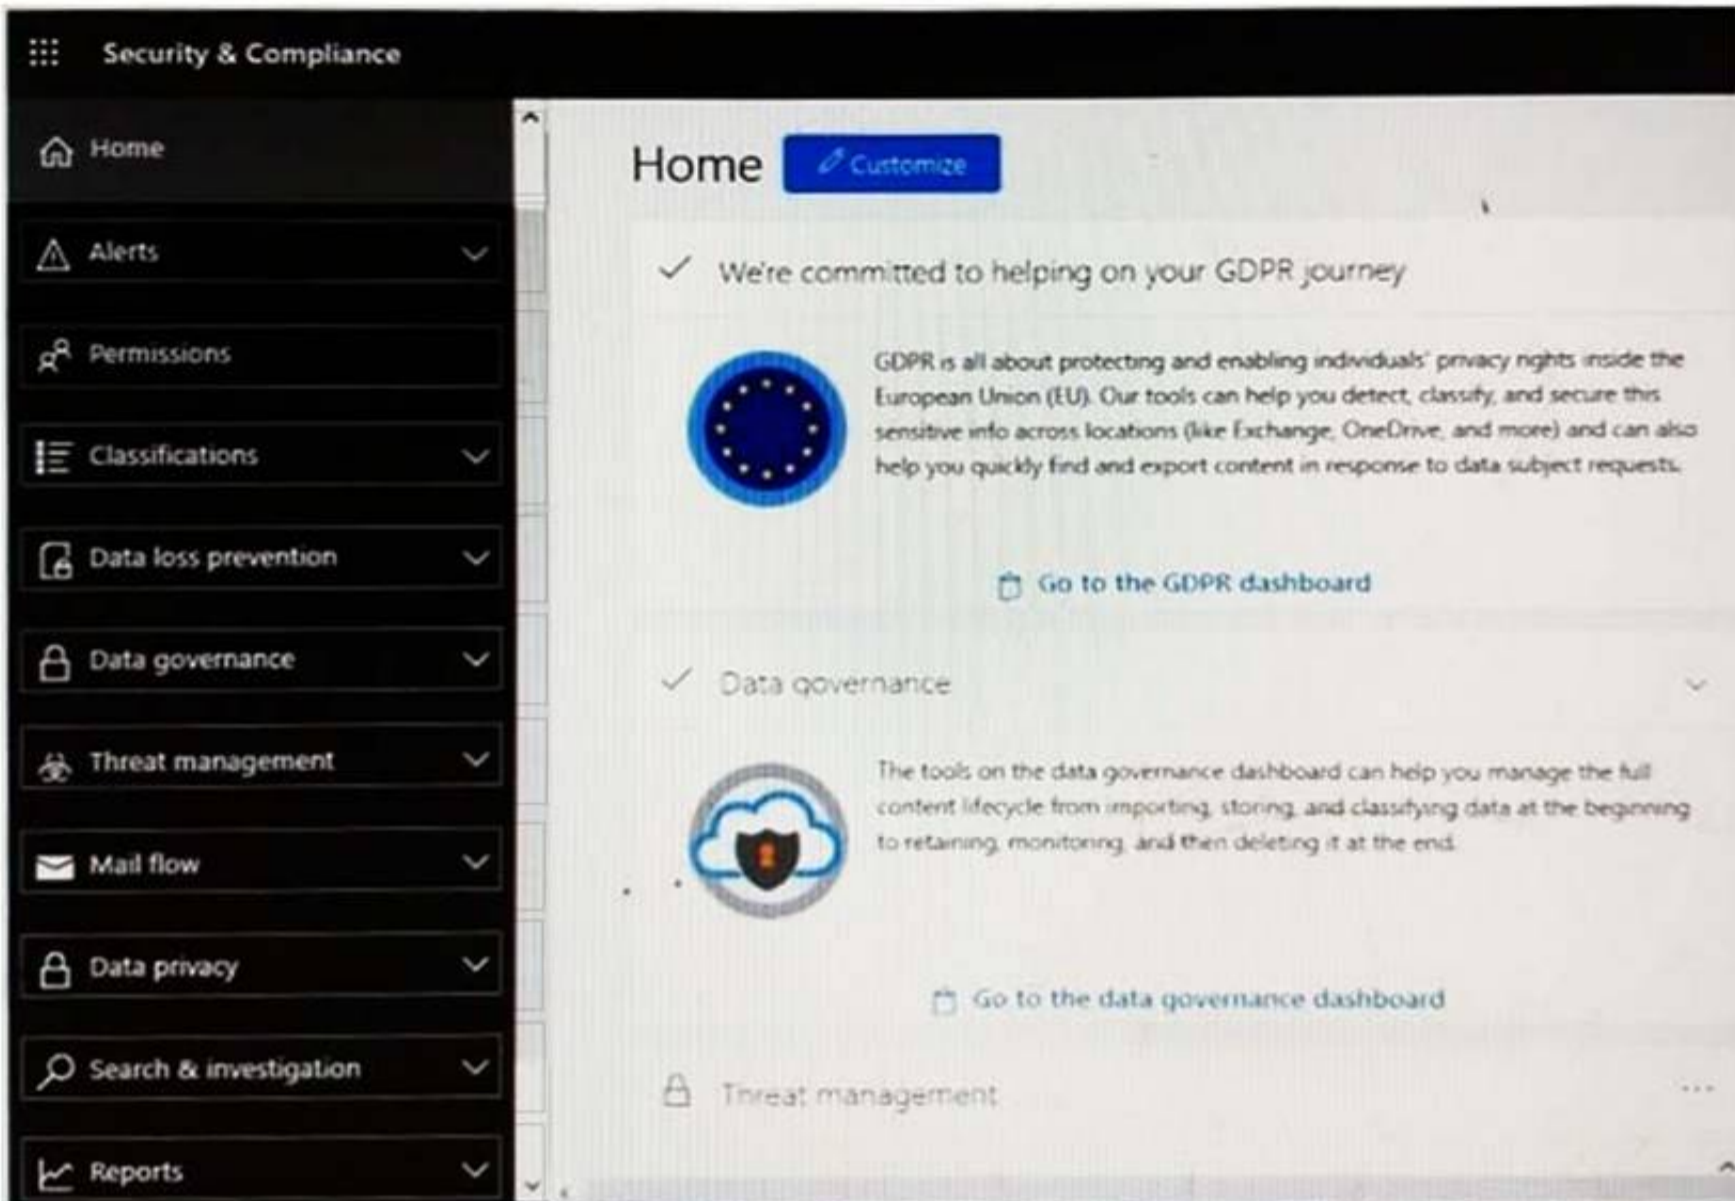 Security & Compliance
Home
Alerts
Permissions
Classifications
Data loss prevention
Data governance
Threat management
Mail flow
Data privacy
Search & investigation
Reports
Home
Customize
We're committed to helping on your GDPR journey
GDPR is all about protecting and enabling individuals' privacy rights inside the
European Union (EU). Our tools can help you detect, classify, and secure this
sensitive info across locations (like Exchange, OneDrive, and more) and can also
help you quickly find and export content in response to data subject requests.
Go to the GDPR dashboard
Data governance
The tools on the data governance dashboard can help you manage the full
content lifecycle from importing, storing, and classifying data at the beginning
to retaining, monitoring, and then deleting it at the end.
Go to the data governance dashboard
Threat management